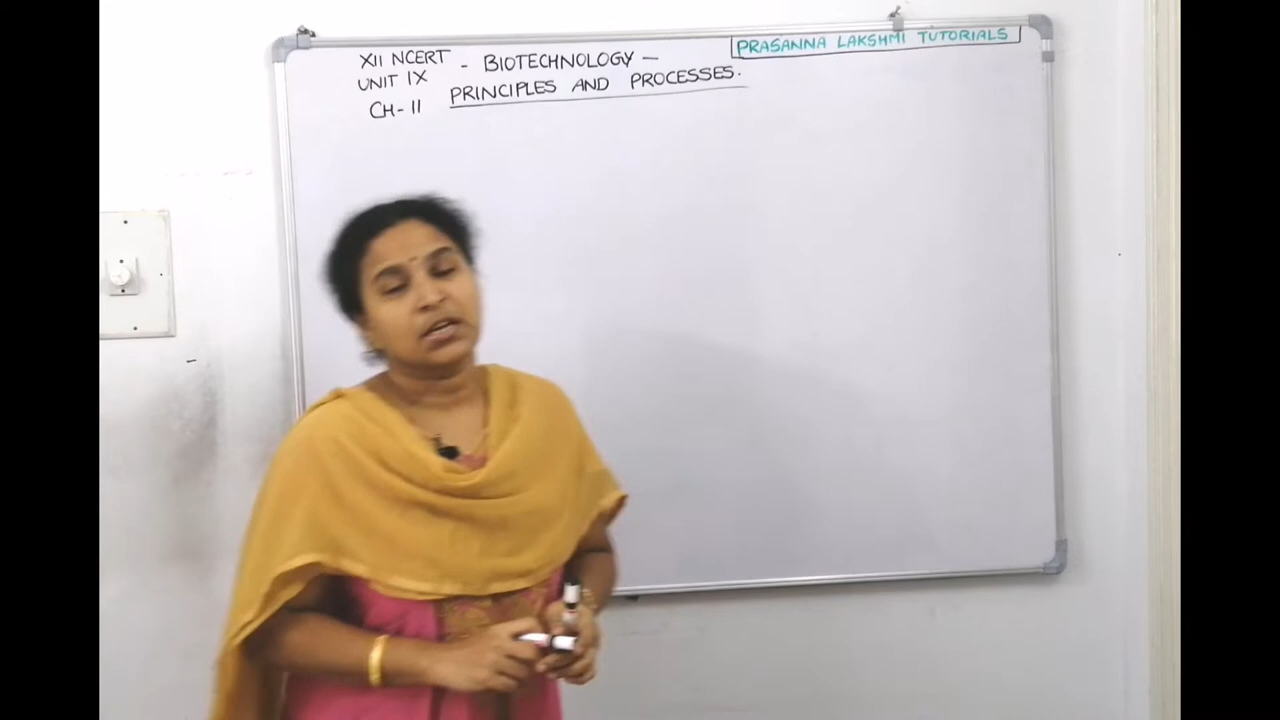 PRASANNA LAKSHMI TUTORIALS
XII NCERT - BIOTECHNOLOGY -
UNIT IX PRINCIPLES AND PROCESSES.
CH-11